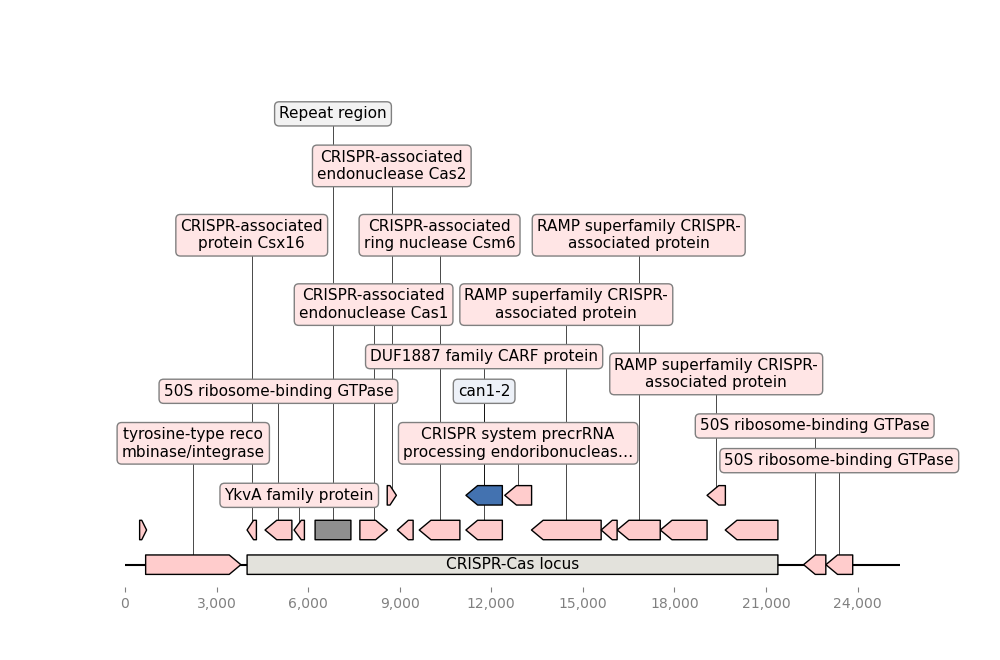 Repeat region
CRISPR-associated
endonuclease Cas2
CRISPR-associated
protein Csx16
CRISPR-associated
ring nuclease Csm6
RAMP superfamily CRISPR-
associated protein
CRISPR-associated
endonuclease Cas1
RAMP superfamily CRISPR-
associated protein
DUF1887 family CARF protein
RAMP superfamily CRISPR-
associated protein
50S ribosome-binding GTPase
can1-2
50S ribosome-binding GTPase
tyrosine-type reco
mbinase/integrase
CRISPR system precrRNA
processing endoribonucleas...
50S ribosome-binding GTPase
YkvA family protein
CRISPR-Cas locus
0 3,000 6,000 9,000 12,000 15,000 18,000 21,000 24,000